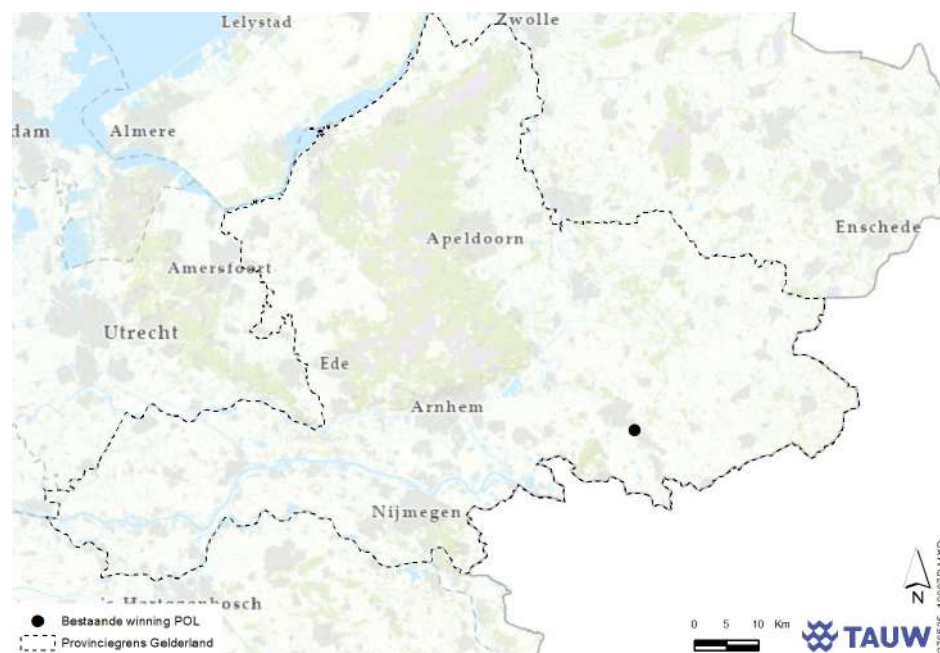 Lelystad
Zwolle
dam
Almere
Enschede
Apeldoorn
Amersfoort
Utrecht
Ede
Arnhem
Nijmegen
's Hertogenbosch
N
Bestaande winning POL
Provinciegrens Gelderland
0 5 10 Km
TAUW